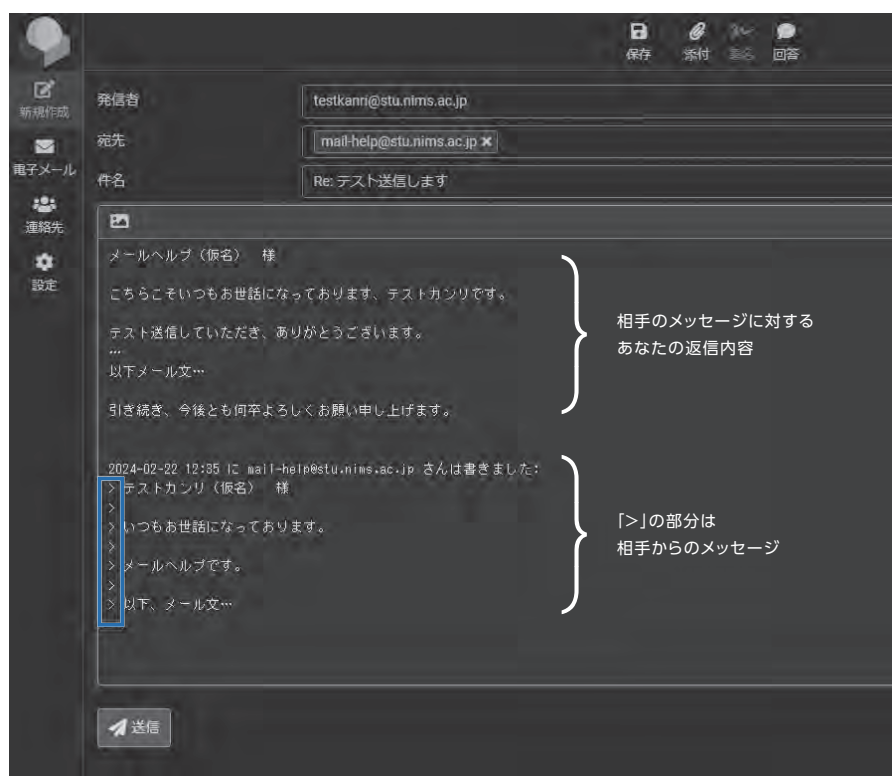 保存
添付
署名
回答
新規作成
電子メール
連絡先
設定
発信者
testkanri@stu.nims.ac.jp
宛先
mail-help@stu.nims.ac.jp ×
件名
Re: テスト送信します
メールヘルプ（仮名）　様
こちらこそいつもお世話になっております、テストカンリです。
テスト送信していただき、ありがとうございます。
…
以下メール文…
引き続き、今後とも何卒よろしくお願い申し上げます。
相手のメッセージに対する
あなたの返信内容
2024-02-22 12:35 に mail-help@stu.nims.ac.jp さんは書きました:
> テストカンリ（仮名）　様
>
> いつもお世話になっております。
>
> メールヘルプです。
>
> 以下、メール文…
「>」の部分は
相手からのメッセージ
送信